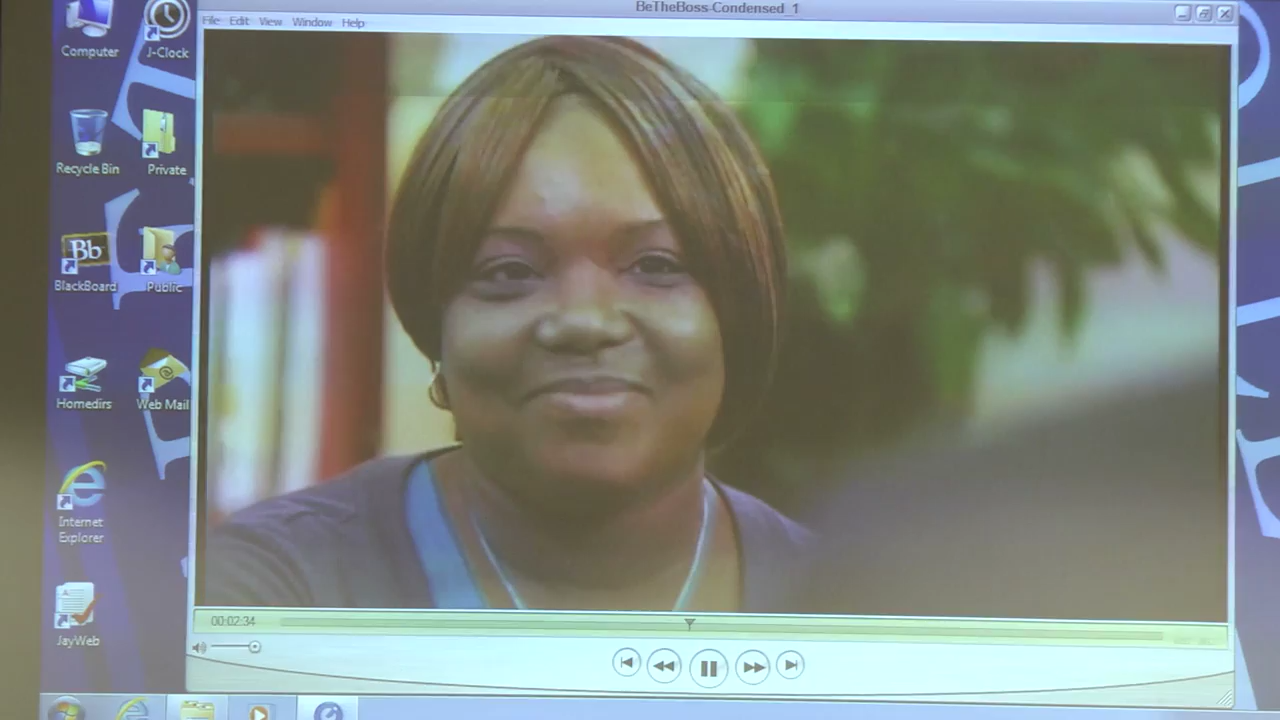 BeTheBoss-Condensed_1
File Edit View Window Help
Computer
J-Clock
Recycle Bin
Private
Bb
BlackBoard
Public
Homedirs
Web Mail
Internet
Explorer
JayWeb
00:02:34